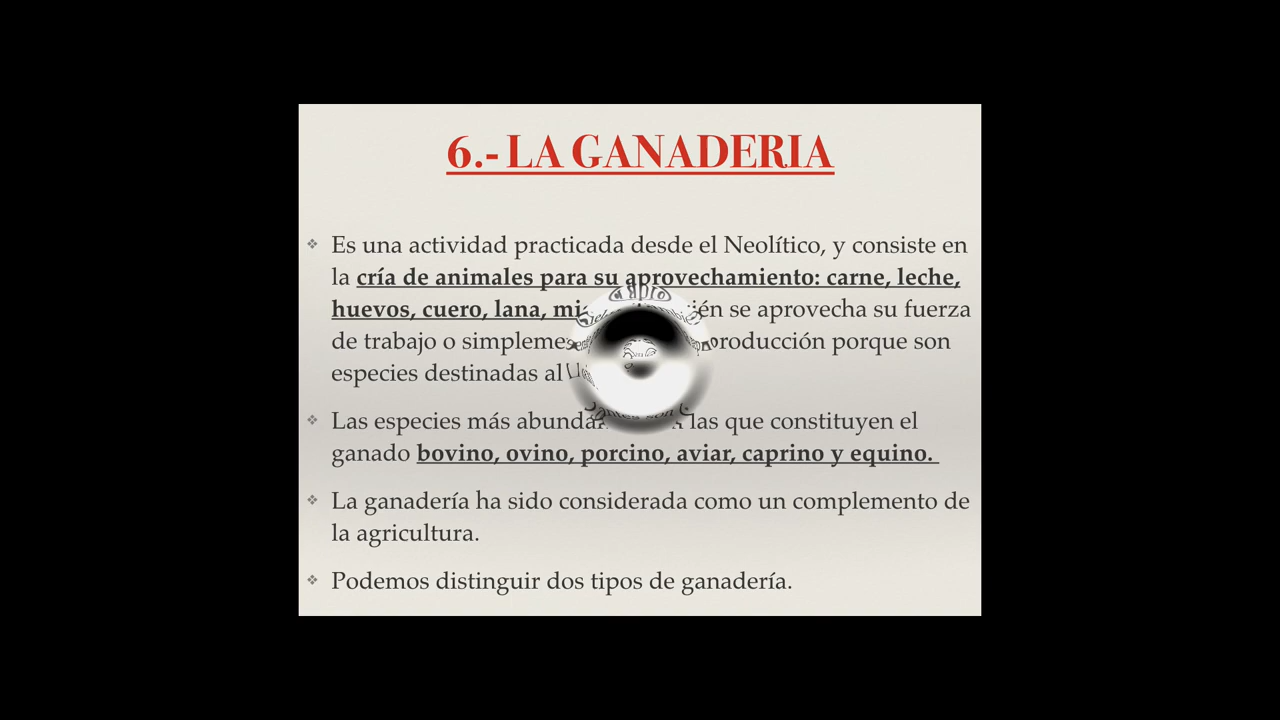 6.- LA GANADERIA
Es una actividad practicada desde el Neolítico, y consiste en
la cría de animales para su aprovechamiento: carne, leche,
huevos, cuero, lana, se aprovecha su fuerza
de trabajo o producción porque son
especies destinadas al
Las especies más las que constituyen el
ganado bovino, ovino, porcino, aviar, caprino y equino.
La ganadería ha sido considerada como un complemento de
la agricultura.
Podemos distinguir dos tipos de ganadería.